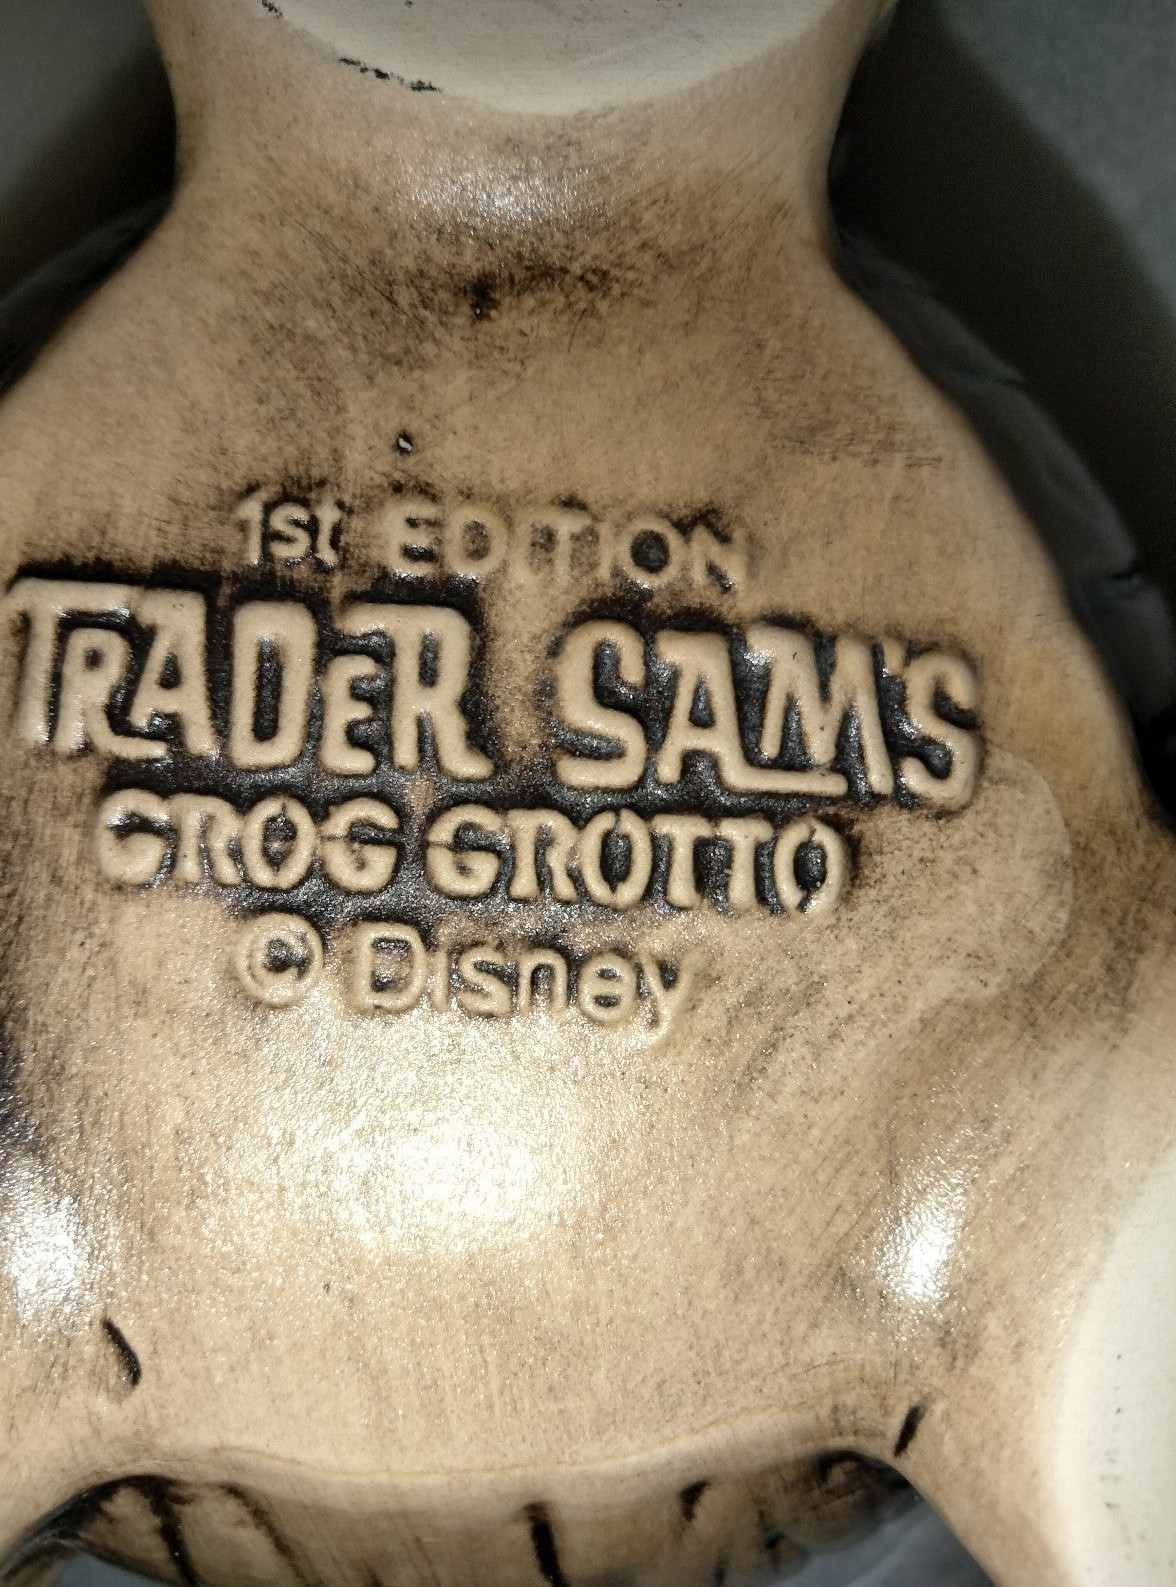 1st EDITION
TRADER SAM'S
GROG GROTTO
© Disney